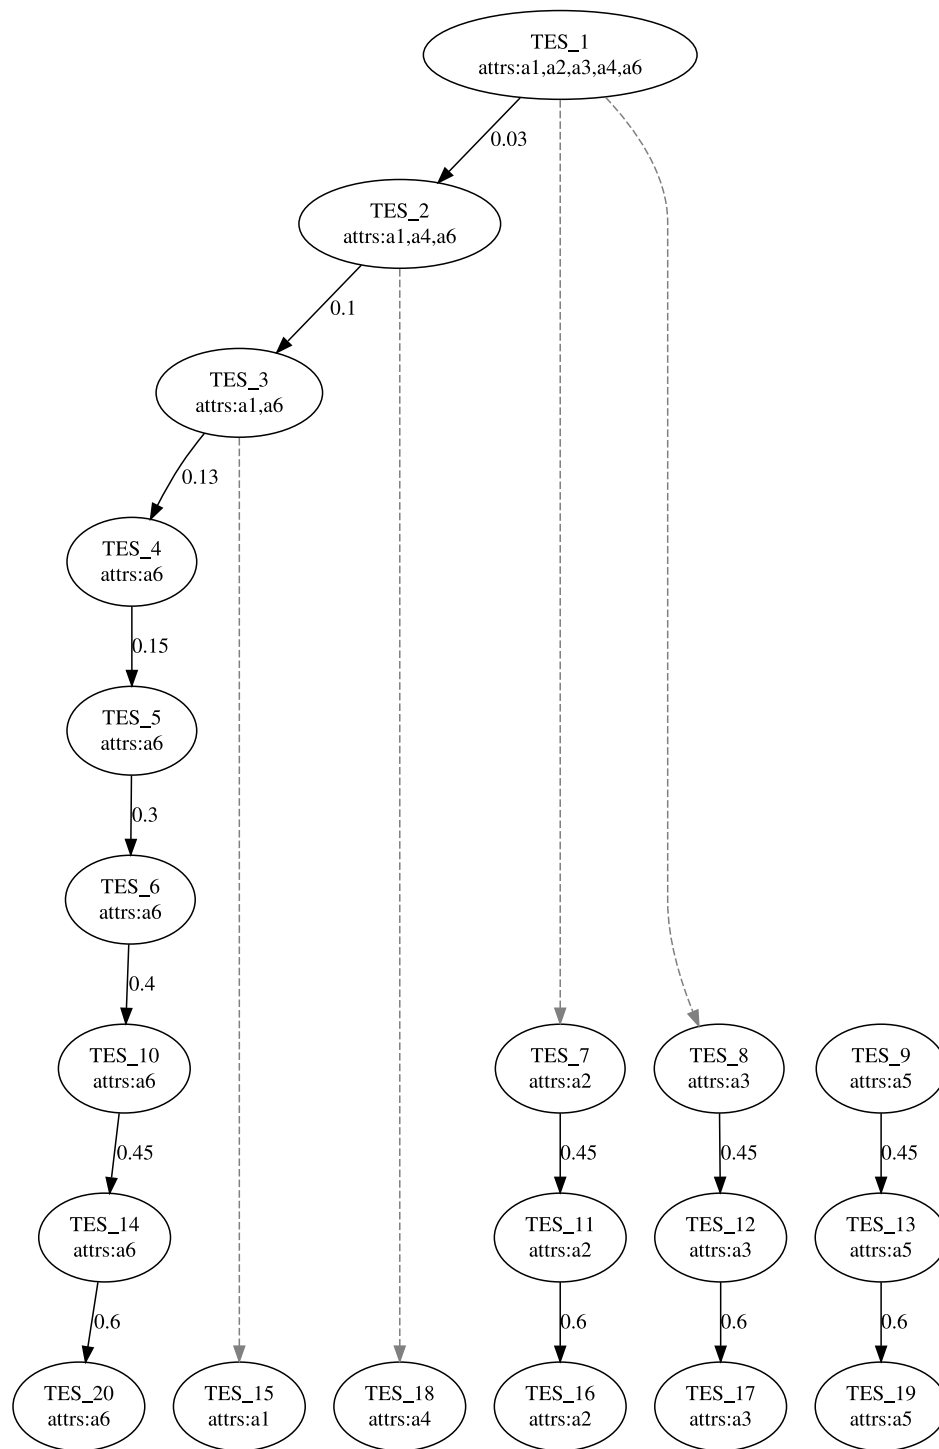 TES_1
attrs:a1,a2,a3,a4,a6
0.03
TES_2
attrs:a1,a4,a6
0.1
TES_3
attrs:a1,a6
0.13
TES_4
attrs:a6
0.15
TES_5
attrs:a6
0.3
TES_6
attrs:a6
0.4
TES_10
attrs:a6
TES_7
attrs:a2
TES_8
attrs:a3
TES_9
attrs:a5
0.45
0.45
0.45
0.45
TES_14
attrs:a6
TES_11
attrs:a2
TES_12
attrs:a3
TES_13
attrs:a5
0.6
0.6
0.6
0.6
TES_20
attrs:a6
TES_15
attrs:a1
TES_18
attrs:a4
TES_16
attrs:a2
TES_17
attrs:a3
TES_19
attrs:a5